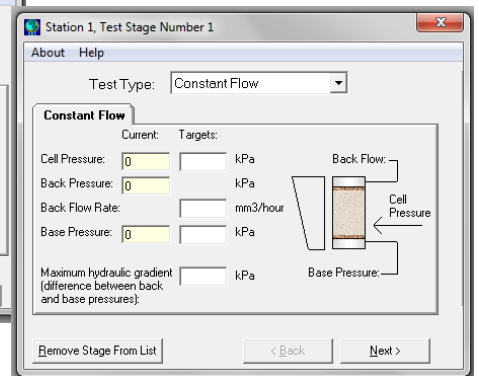 Station 1, Test Stage Number 1
About Help
Test Type: Constant Flow
Constant Flow
Current: Targets:
Cell Pressure: 0 kPa
Back Pressure: 0 kPa
Back Flow Rate: mm3/hour
Base Pressure: 0 kPa
Maximum hydraulic gradient kPa
(difference between back
and base pressures):
Back Flow:
Cell
Pressure
Base Pressure:
Remove Stage From List < Back Next >